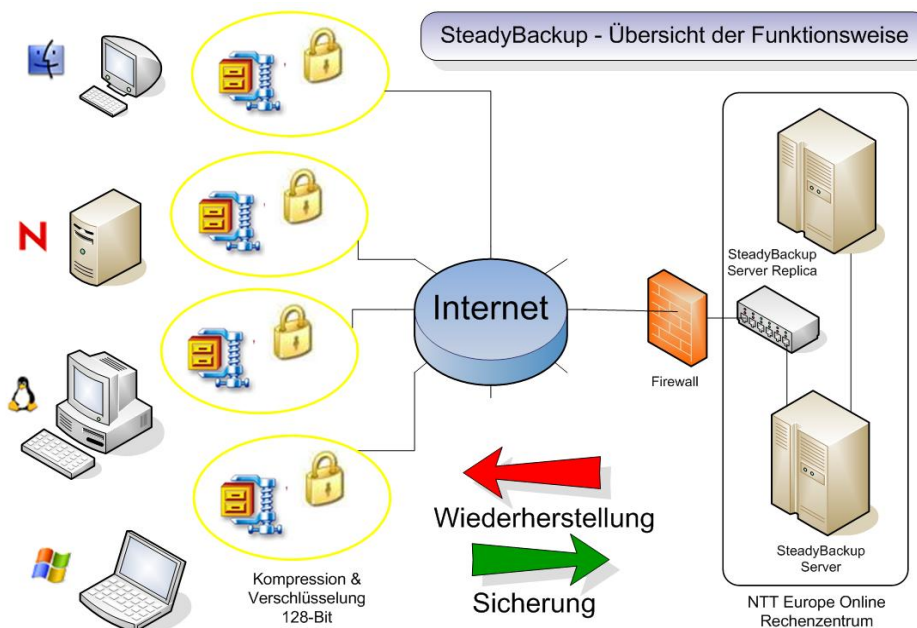 SteadyBackup - Übersicht der Funktionsweise
N
Internet
SteadyBackup
Server Replica
Firewall
Wiederherstellung
Sicherung
SteadyBackup
Server
Kompression &
Verschlüsselung
128-Bit
NTT Europe Online
Rechenzentrum